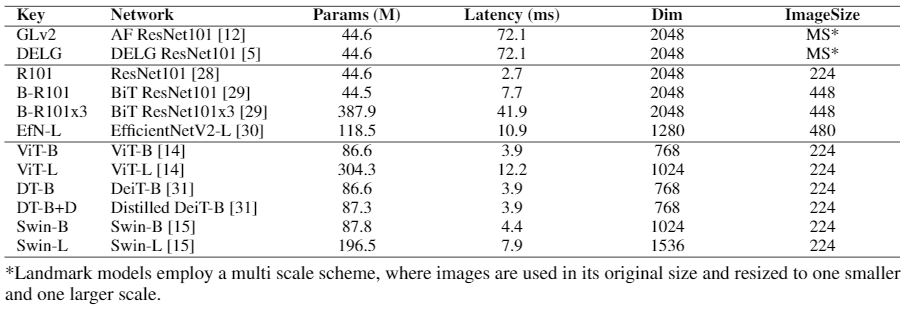 Key Network Params (M) Latency (ms) Dim ImageSize
GLv2 AF ResNet101 [12] 44.6 72.1 2048 MS*
DELG DELG ResNet101 [5] 44.6 72.1 2048 MS*
R101 ResNet101 [28] 44.6 2.7 2048 224
B-R101 BiT ResNet101 [29] 44.5 7.7 2048 448
B-R101x3 BiT ResNet101x3 [29] 387.9 41.9 2048 448
EfN-L EfficientNetV2-L [30] 118.5 10.9 1280 480
ViT-B ViT-B [14] 86.6 3.9 768 224
ViT-L ViT-L [14] 304.3 12.2 1024 224
DT-B DeiT-B [31] 86.6 3.9 768 224
DT-B+D Distilled DeiT-B [31] 87.3 3.9 768 224
Swin-B Swin-B [15] 87.8 4.4 1024 224
Swin-L Swin-L [15] 196.5 7.9 1536 224
*Landmark models employ a multi scale scheme, where images are used in its original size and resized to one smaller
and one larger scale.